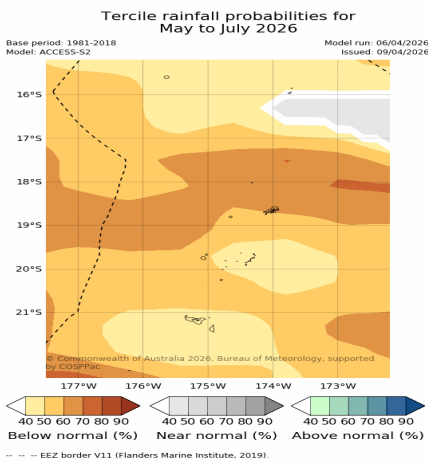 Tercile rainfall probabilities for
May to July 2026
Base period: 1981-2018
Model: ACCESS-S2
Model run: 06/04/2026
Issued: 09/04/2026
16°S
17°S
18°S
19°S
20°S
21°S
© Commonwealth of Australia 2026, Bureau of Meteorology, supported
by COSPPac
177°W 176°W 175°W 174°W 173°W
40 50 60 70 80 90 40 50 60 70 80 90 40 50 60 70 80 90
Below normal (%) Near normal (%) Above normal (%)
-- -- -- EEZ border V11 (Flanders Marine Institute, 2019).